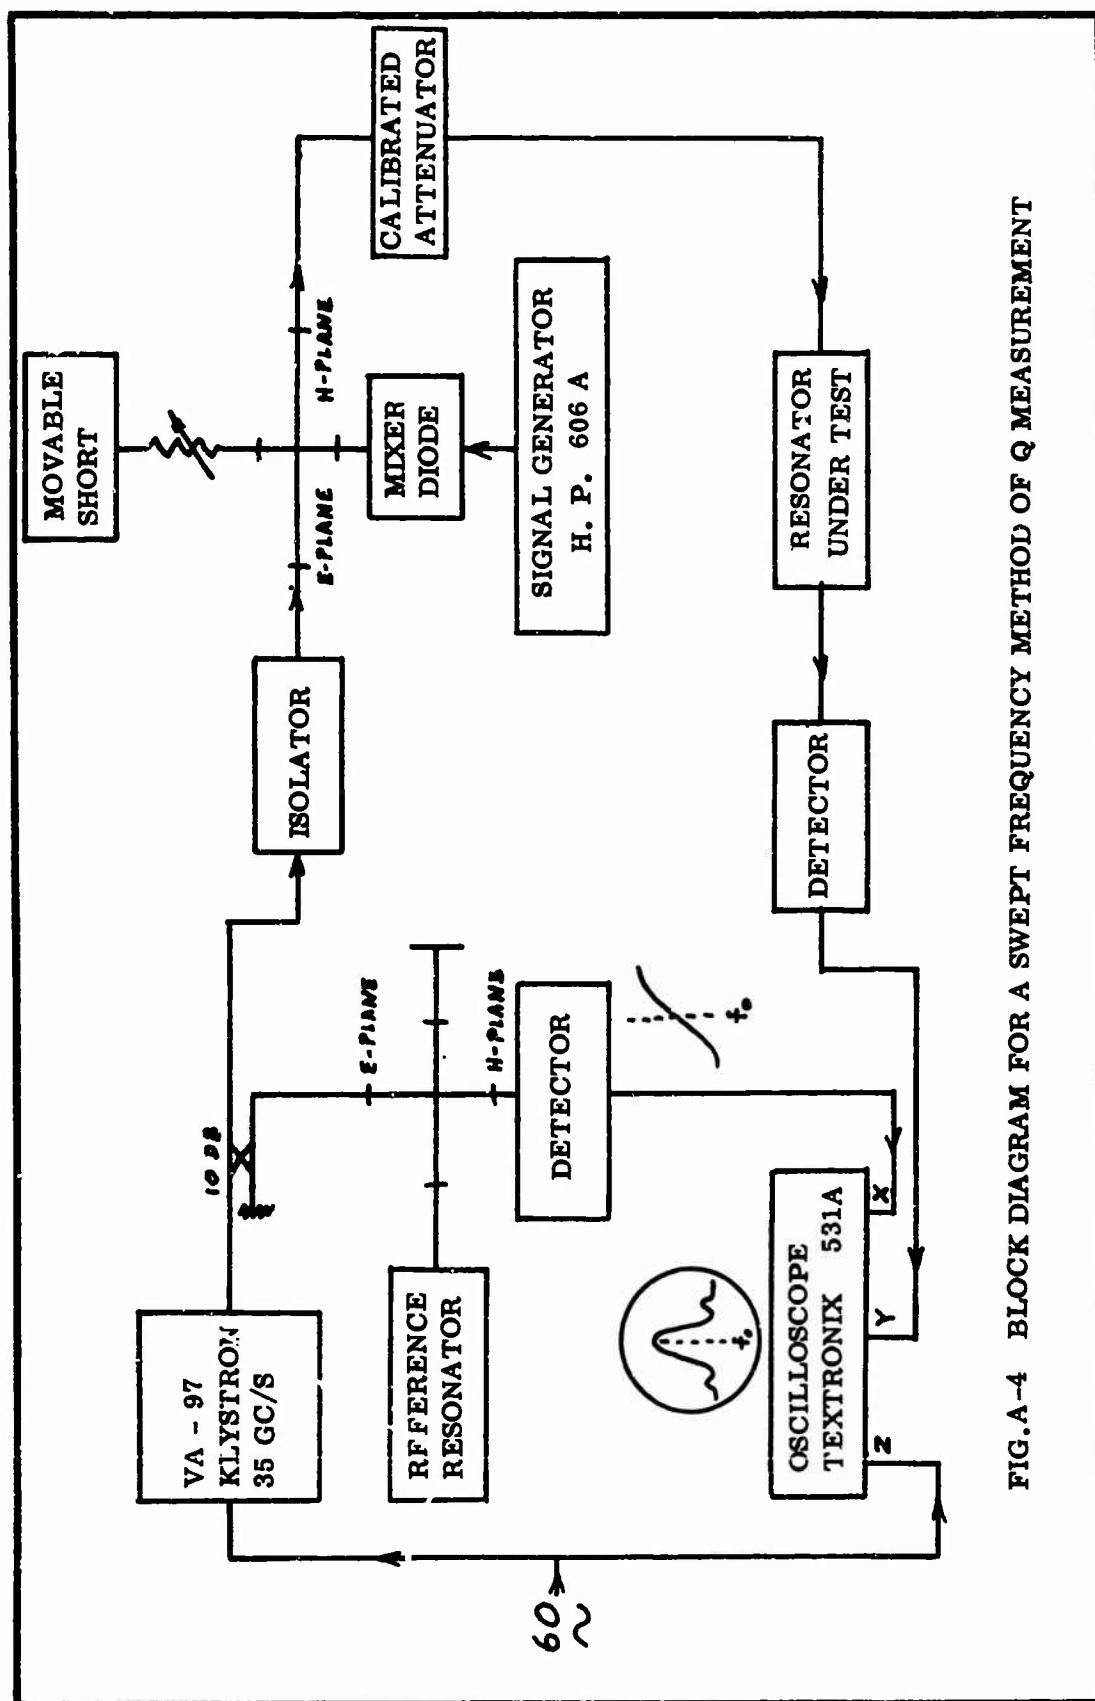 VA - 97
KLYSTRON
35 GC/S
10 DB
ISOLATOR
E-PLANE
H-PLANE
MOVABLE
SHORT
MIXER
DIODE
SIGNAL GENERATOR
H. P. 606 A
CALIBRATED
ATTENUATOR
RFFERENCE
RESONATOR
E-PLANE
H-PLANE
DETECTOR
f₀
60
~
f₀
OSCILLOSCOPE
TEXTRONIX 531A
Z
Y
X
DETECTOR
RESONATOR
UNDER TEST
FIG.A-4 BLOCK DIAGRAM FOR A SWEPT FREQUENCY METHOD OF Q MEASUREMENT